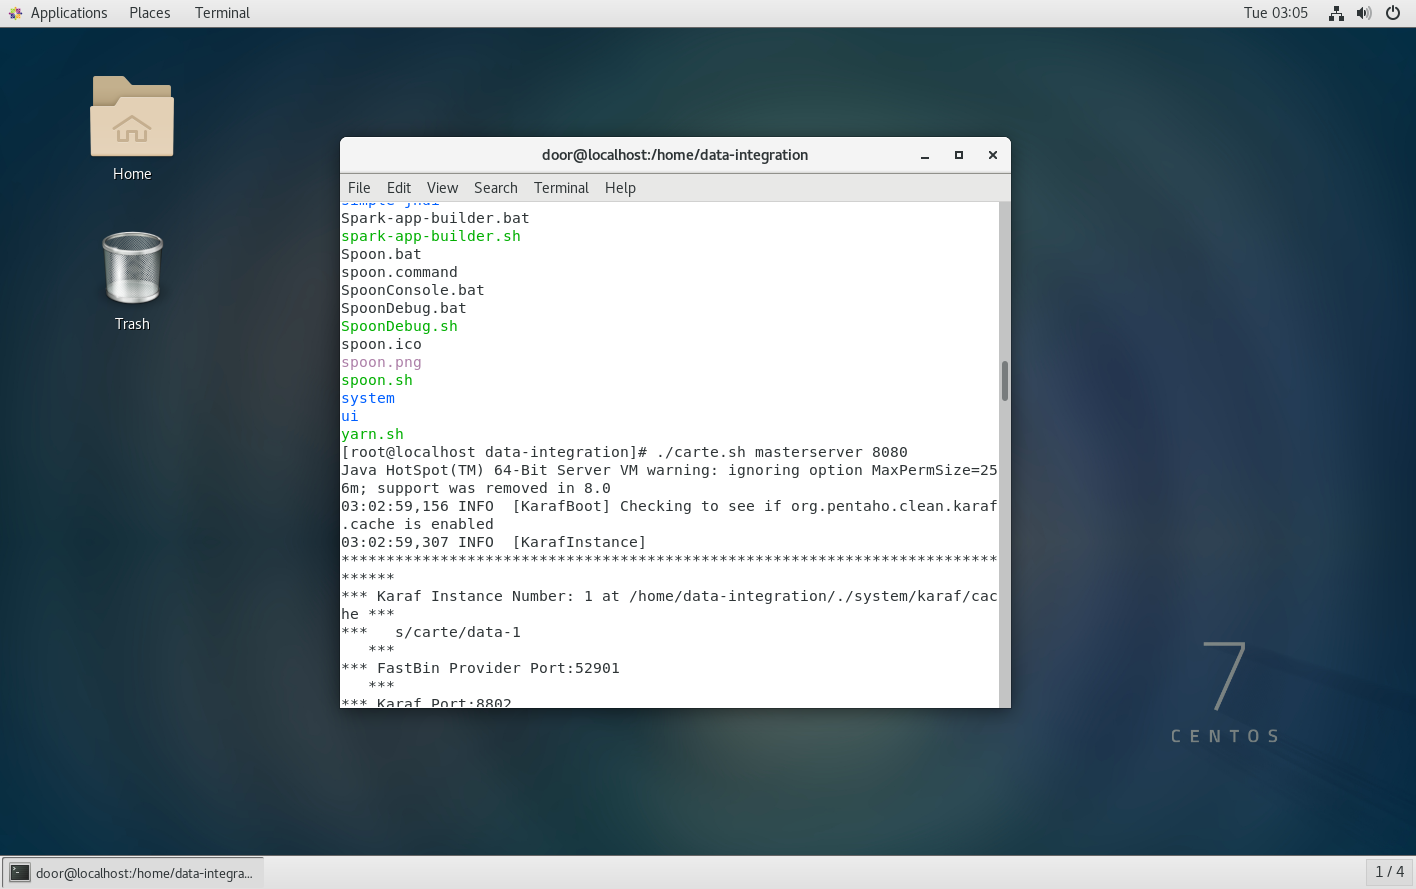 Applications Places Terminal Tue 03:05
Home
Trash
door@localhost:/home/data-integration
File Edit View Search Terminal Help
simple-jndi
Spark-app-builder.bat
spark-app-builder.sh
Spoon.bat
spoon.command
SpoonConsole.bat
SpoonDebug.bat
SpoonDebug.sh
spoon.ico
spoon.png
spoon.sh
system
ui
yarn.sh
[root@localhost data-integration]# ./carte.sh masterserver 8080
Java HotSpot(TM) 64-Bit Server VM warning: ignoring option MaxPermSize=25
6m; support was removed in 8.0
03:02:59,156 INFO  [KarafBoot] Checking to see if org.pentaho.clean.karaf
.cache is enabled
03:02:59,307 INFO  [KarafInstance]
*************************************************************************
******
*** Karaf Instance Number: 1 at /home/data-integration/./system/karaf/cac
he ***
***   s/carte/data-1
   ***
*** FastBin Provider Port:52901
   ***
*** Karaf Port:8802
7
CENTOS
door@localhost:/home/data-integra...
1 / 4